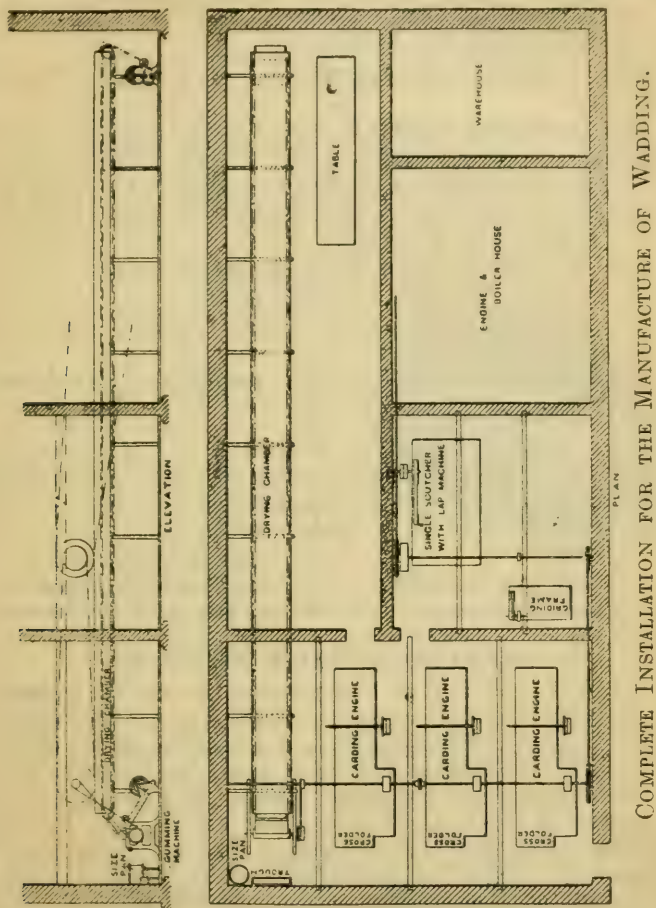 DRYING CHAMBER
SIZE
PAN
GUMMING
MACHINE
ELEVATION
SIZE
PAN
TROUGH
DRYING CHAMBER
TABLE
CARDING ENGINE
CROSS
FOLDER
CARDING ENGINE
CROSS
FOLDER
CARDING ENGINE
CROSS
FOLDER
SINGLE SCUTCHER
WITH LAP MACHINE
GRIDING
FRAME
ENGINE &
BOILER HOUSE
WAREHOUSE
PLAN
COMPLETE INSTALLATION FOR THE MANUFACTURE OF WADDING.